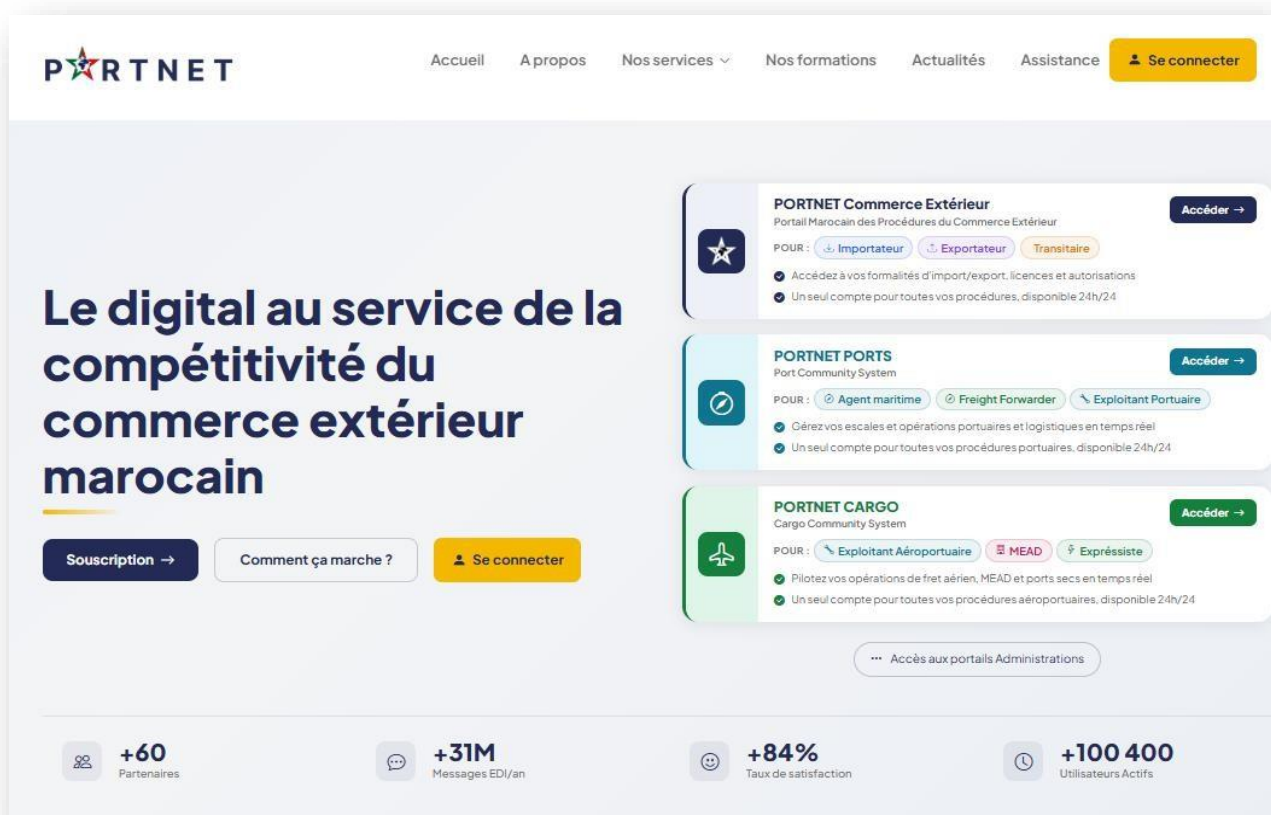 PORTNET
Accueil
A propos
Nos services
Nos formations
Actualités
Assistance
Se connecter
Le digital au service de la
compétitivité du
commerce extérieur
marocain
Souscription →
Comment ça marche ?
Se connecter
PORTNET Commerce Extérieur
Accéder →
Portail Marocain des Procédures du Commerce Extérieur
POUR : Importateur Exportateur Transitaire
Accédez à vos formalités d'import/export, licences et autorisations
Un seul compte pour toutes vos procédures, disponible 24h/24
PORTNET PORTS
Accéder →
Port Community System
POUR : Agent maritime Freight Forwarder Exploitant Portuaire
Gérez vos escales et opérations portuaires et logistiques en temps réel
Un seul compte pour toutes vos procédures portuaires, disponible 24h/24
PORTNET CARGO
Accéder →
Cargo Community System
POUR : Exploitant Aéroportuaire MEAD Expréssiste
Pilotez vos opérations de fret aérien, MEAD et ports secs en temps réel
Un seul compte pour toutes vos procédures aéroportuaires, disponible 24h/24
··· Accès aux portails Administrations
+60
Partenaires
+31M
Messages EDI/an
+84%
Taux de satisfaction
+100 400
Utilisateurs Actifs